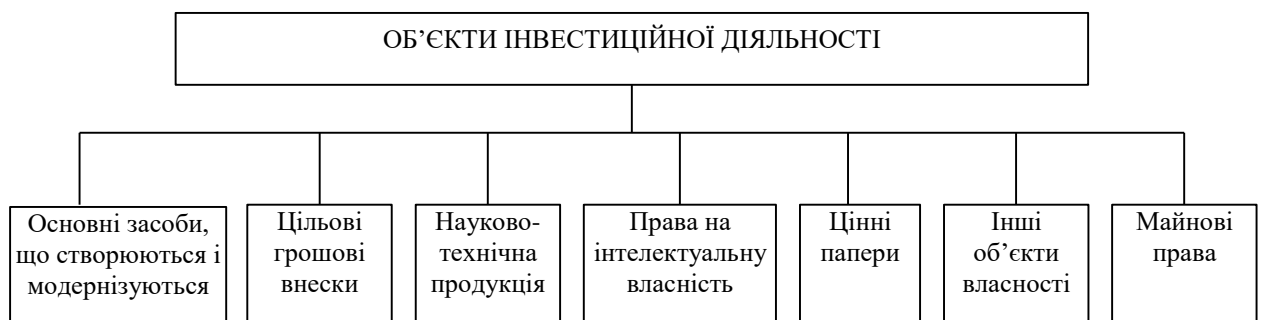 ОБ’ЄКТИ ІНВЕСТИЦІЙНОЇ ДІЯЛЬНОСТІ
Основні засоби,
що створюються і
модернізуються
Цільові
грошові
внески
Науково-
технічна
продукція
Права на
інтелектуальну
власність
Цінні
папери
Інші
об’єкти
власності
Майнові
права